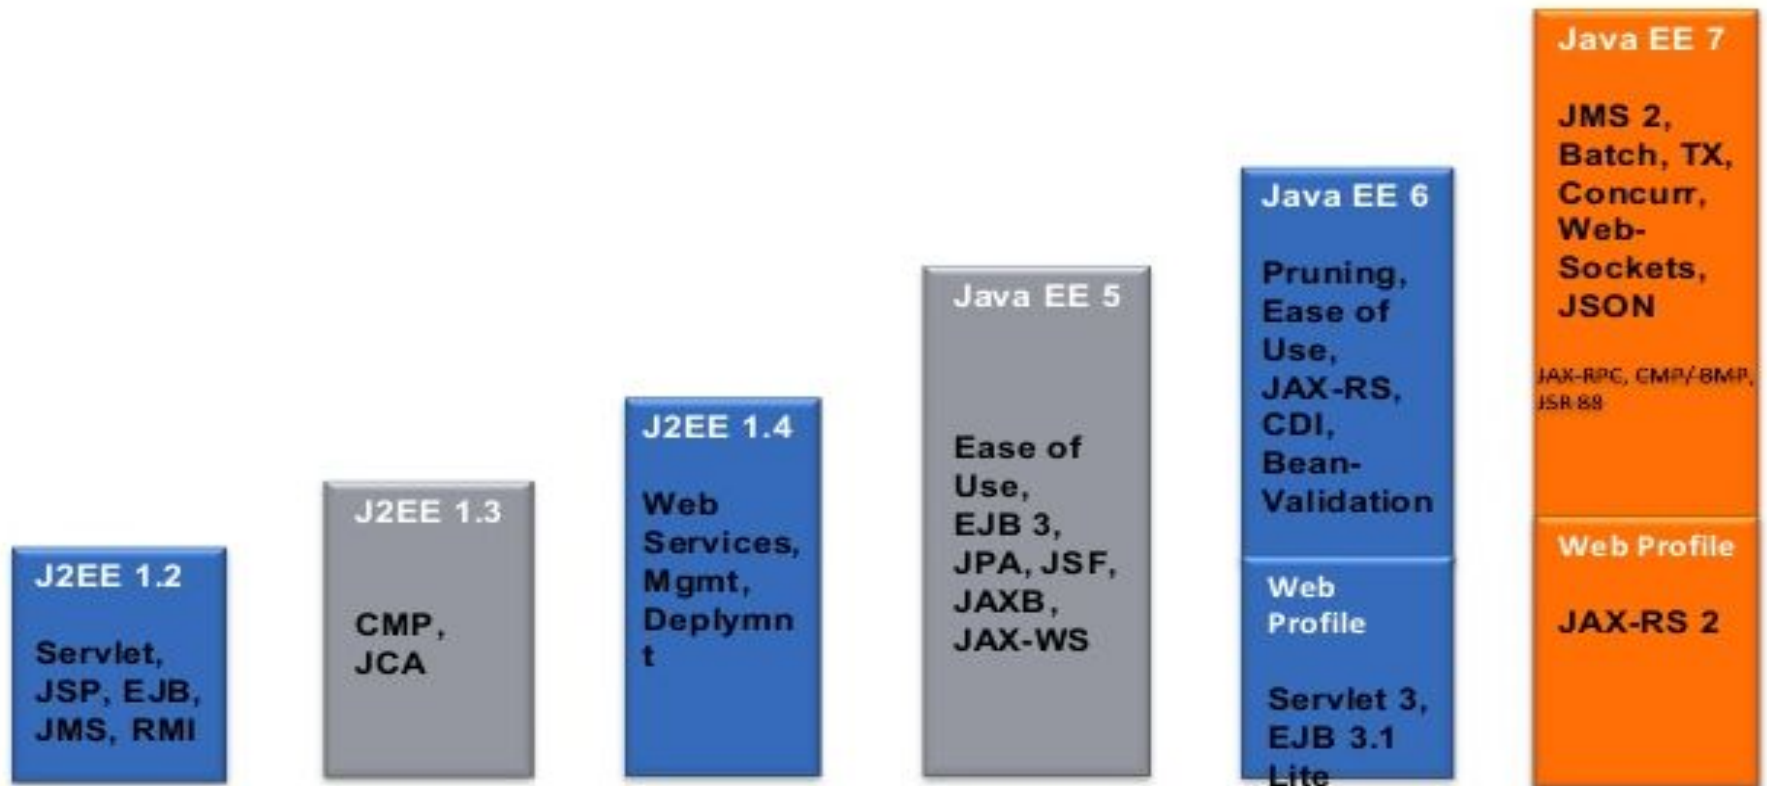 J2EE 1.2
Servlet,
JSP, EJB,
JMS, RMI
J2EE 1.3
CMP,
JCA
J2EE 1.4
Web
Services,
Mgmt,
Deplymn
t
Java EE 5
Ease of
Use,
EJB 3,
JPA, JSF,
JAXB,
JAX-WS
Java EE 6
Pruning,
Ease of
Use,
JAX-RS,
CDI,
Bean-
Validation
Web
Profile
Servlet 3,
EJB 3.1
Lite
Java EE 7
JMS 2,
Batch, TX,
Concurr,
Web-
Sockets,
JSON
JAX-RPC, CMP/ BMP,
JSR 88
Web Profile
JAX-RS 2